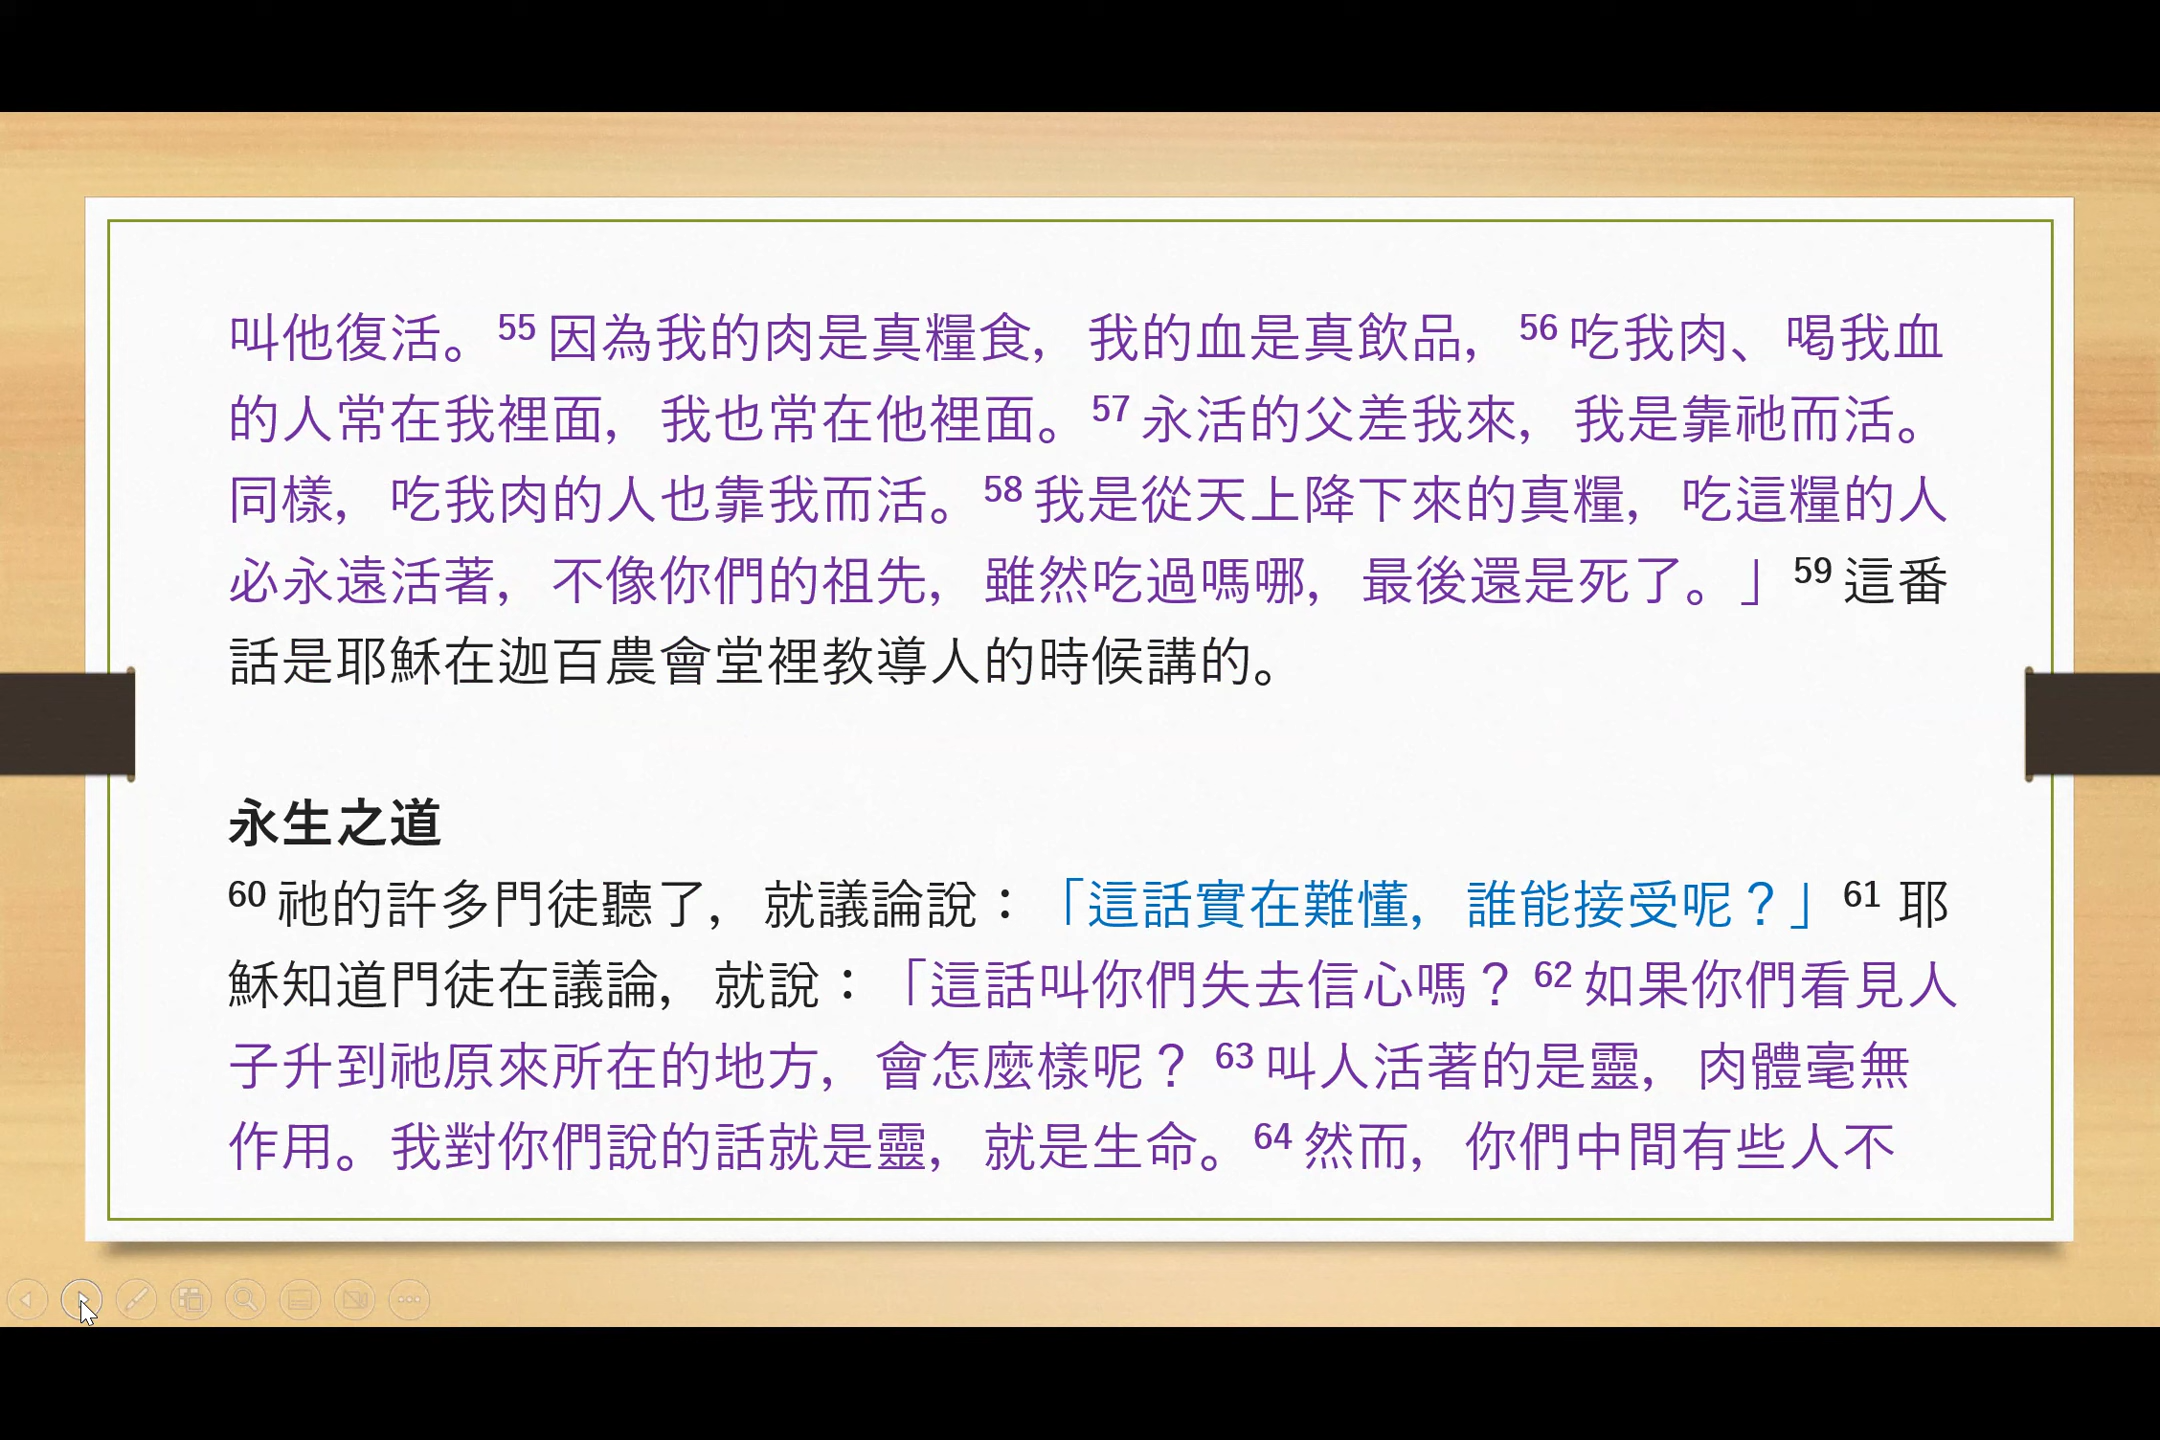 叫他復活。55 因為我的肉是真糧食，我的血是真飲品，56 吃我肉、喝我血
的人常在我裡面，我也常在他裡面。57 永活的父差我來，我是靠祂而活。
同樣，吃我肉的人也靠我而活。58 我是從天上降下來的真糧，吃這糧的人
必永遠活著，不像你們的祖先，雖然吃過嗎哪，最後還是死了。」59 這番
話是耶穌在迦百農會堂裡教導人的時候講的。
永生之道
60 祂的許多門徒聽了，就議論說：「這話實在難懂，誰能接受呢？」61 耶
穌知道門徒在議論，就說：「這話叫你們失去信心嗎？62 如果你們看見人
子升到祂原來所在的地方，會怎麼樣呢？63 叫人活著的是靈，肉體毫無
作用。我對你們說的話就是靈，就是生命。64 然而，你們中間有些人不